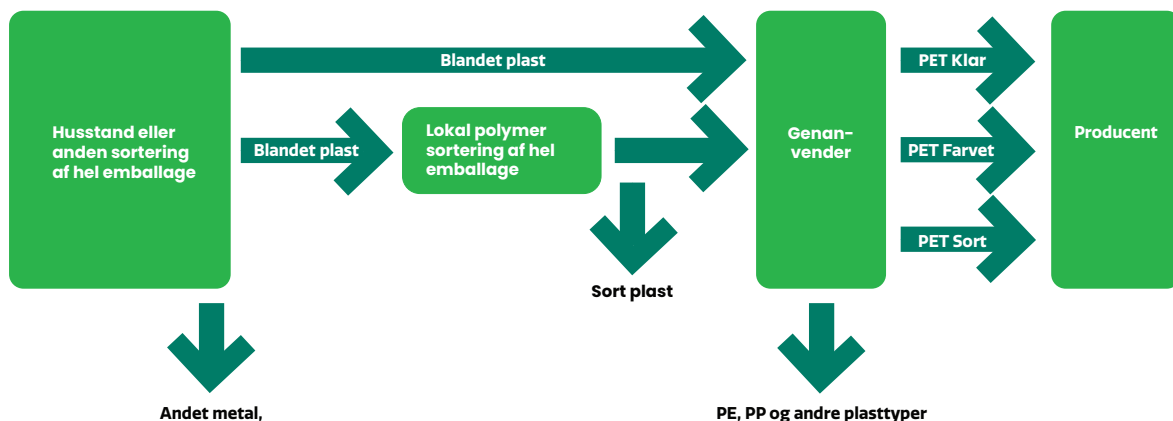 Blandet plast
PET Klar
Husstand eller
anden sortering
af hel emballage
Blandet plast
Lokal polymer
sortering af hel
emballage
Genan-
vender
PET Farvet
Producent
PET Sort
Sort plast
Andet metal,
PE, PP og andre plasttyper